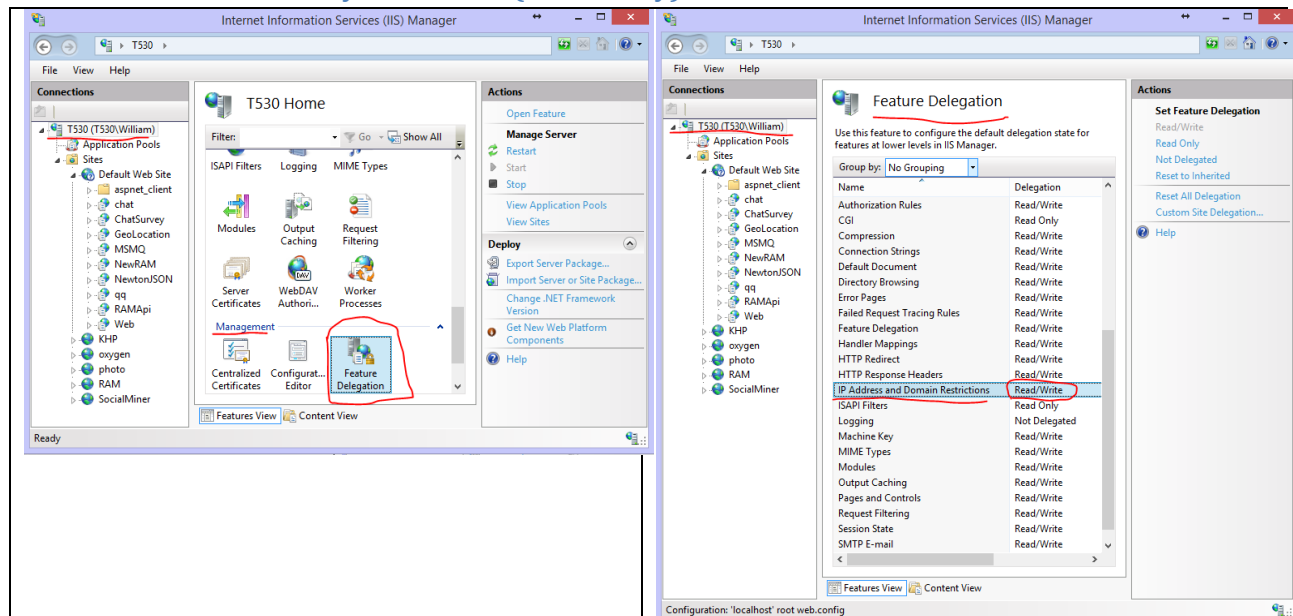 Internet Information Services (IIS) Manager
T530
File View Help
Connections
T530 (T530\William)
Application Pools
Sites
Default Web Site
aspnet_client
chat
ChatSurvey
GeoLocation
MSMQ
NewRAM
NewtonJSON
qq
RAMApi
Web
KHP
oxygen
photo
RAM
SocialMiner
T530 Home
Filter: Go Show All
ISAPI Filters Logging MIME Types
Modules Output Caching Request Filtering
Server Certificates WebDAV Authori... Worker Processes
Management
Centralized Certificates Configurat... Editor Feature Delegation
Features View Content View
Actions
Open Feature
Manage Server
Restart
Start
Stop
View Application Pools
View Sites
Deploy
Export Server Package...
Import Server or Site Package...
Change .NET Framework
Version
Get New Web Platform
Components
Help
Ready
Internet Information Services (IIS) Manager
T530
File View Help
Connections
T530 (T530\William)
Application Pools
Sites
Default Web Site
aspnet_client
chat
ChatSurvey
GeoLocation
MSMQ
NewRAM
NewtonJSON
qq
RAMApi
Web
KHP
oxygen
photo
RAM
SocialMiner
Feature Delegation
Use this feature to configure the default delegation state for
features at lower levels in IIS Manager.
Group by: No Grouping
Name Delegation
Authorization Rules Read/Write
CGI Read Only
Compression Read/Write
Connection Strings Read/Write
Default Document Read/Write
Directory Browsing Read/Write
Error Pages Read/Write
Failed Request Tracing Rules Read/Write
Feature Delegation Read/Write
Handler Mappings Read/Write
HTTP Redirect Read/Write
HTTP Response Headers Read/Write
IP Address and Domain Restrictions Read/Write
ISAPI Filters Read Only
Logging Not Delegated
Machine Key Read/Write
MIME Types Read/Write
Modules Read/Write
Output Caching Read/Write
Pages and Controls Read/Write
Request Filtering Read/Write
Session State Read/Write
SMTP E-mail Read/Write
Features View Content View
Actions
Set Feature Delegation
Read/Write
Read Only
Not Delegated
Reset to Inherited
Reset All Delegation
Custom Site Delegation...
Help
Configuration: 'localhost' root web.config